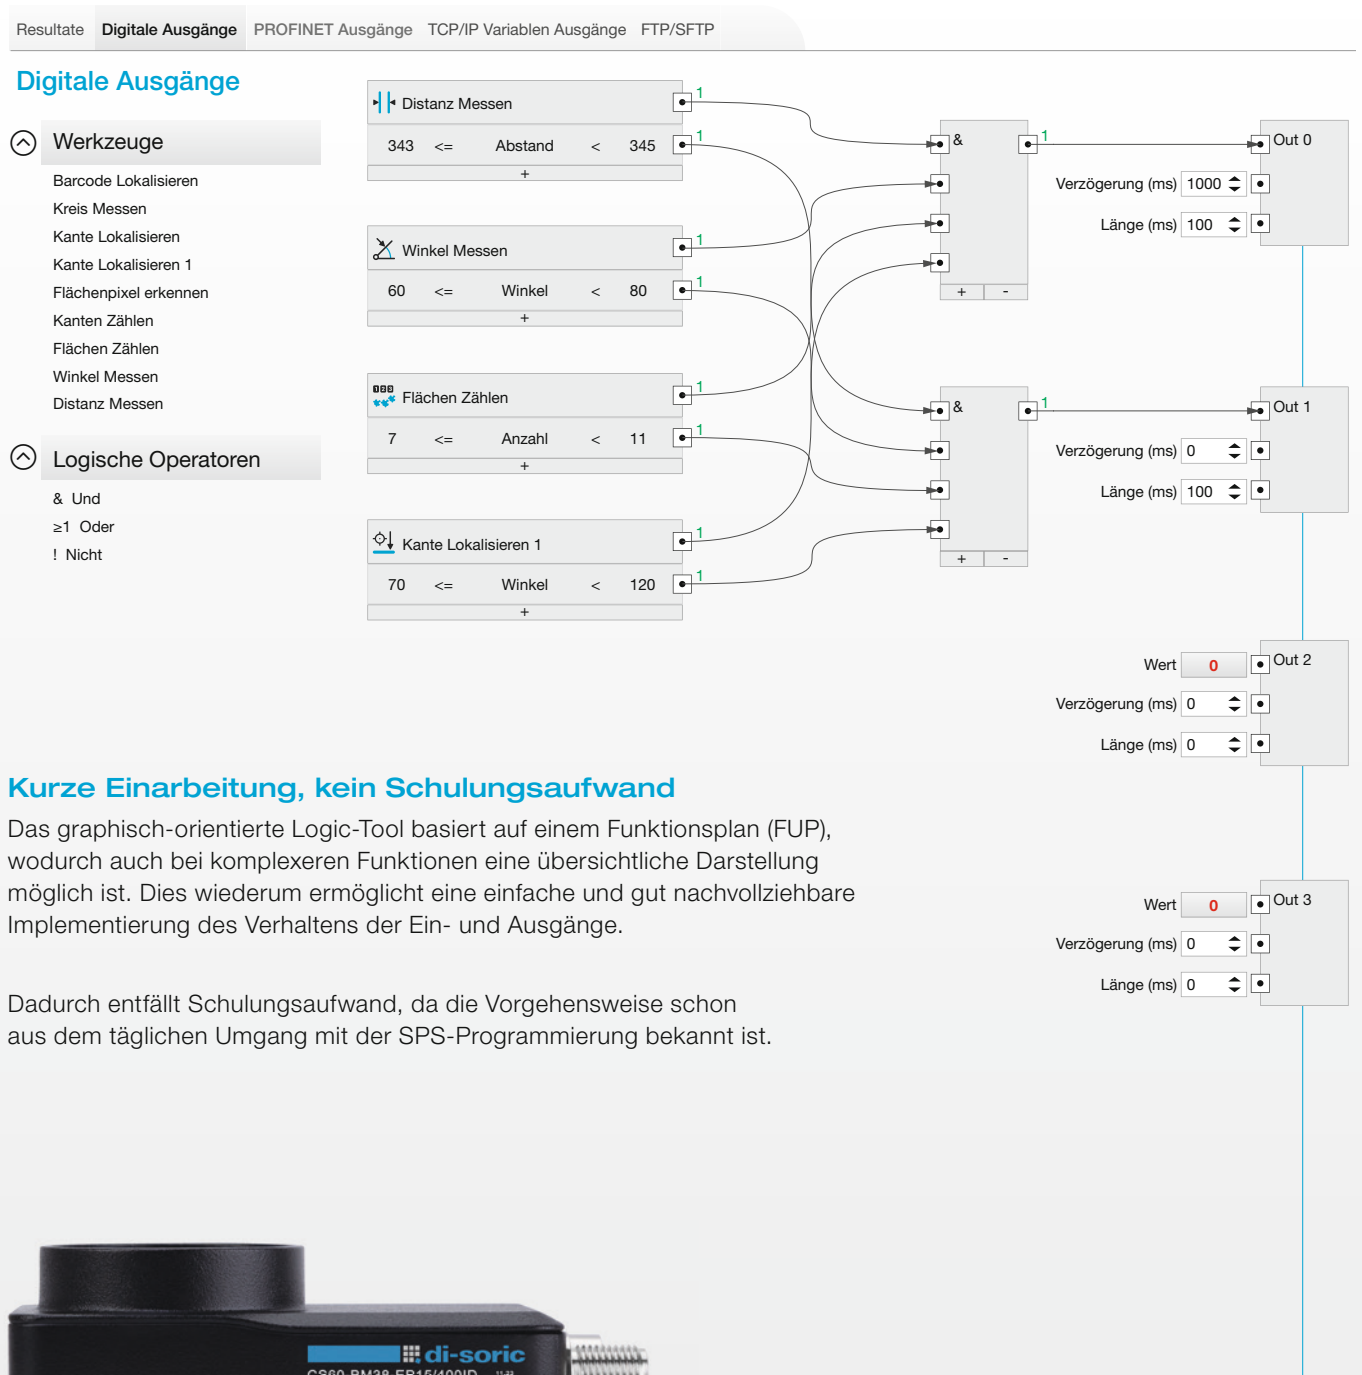 Resultate Digitale Ausgänge PROFINET Ausgänge TCP/IP Variablen Ausgänge FTP/SFTP
Digitale Ausgänge
Werkzeuge
Barcode Lokalisieren
Kreis Messen
Kante Lokalisieren
Kante Lokalisieren 1
Flächenpixel erkennen
Kanten Zählen
Flächen Zählen
Winkel Messen
Distanz Messen
Logische Operatoren
& Und
≥1 Oder
! Nicht
Distanz Messen 1
343 <= Abstand < 345 1
+
Winkel Messen 1
60 <= Winkel < 80 1
+
123
Flächen Zählen 1
7 <= Anzahl < 11 1
+
Kante Lokalisieren 1 1
70 <= Winkel < 120 1
+
& 1
+ -
& 1
+ -
Out 0
Verzögerung (ms) 1000
Länge (ms) 100
Out 1
Verzögerung (ms) 0
Länge (ms) 100
Wert 0 Out 2
Verzögerung (ms) 0
Länge (ms) 0
Wert 0 Out 3
Verzögerung (ms) 0
Länge (ms) 0
Kurze Einarbeitung, kein Schulungsaufwand
Das graphisch-orientierte Logic-Tool basiert auf einem Funktionsplan (FUP),
wodurch auch bei komplexeren Funktionen eine übersichtliche Darstellung
möglich ist. Dies wiederum ermöglicht eine einfache und gut nachvollziehbare
Implementierung des Verhaltens der Ein- und Ausgänge.
Dadurch entfällt Schulungsaufwand, da die Vorgehensweise schon
aus dem täglichen Umgang mit der SPS-Programmierung bekannt ist.
di-soric